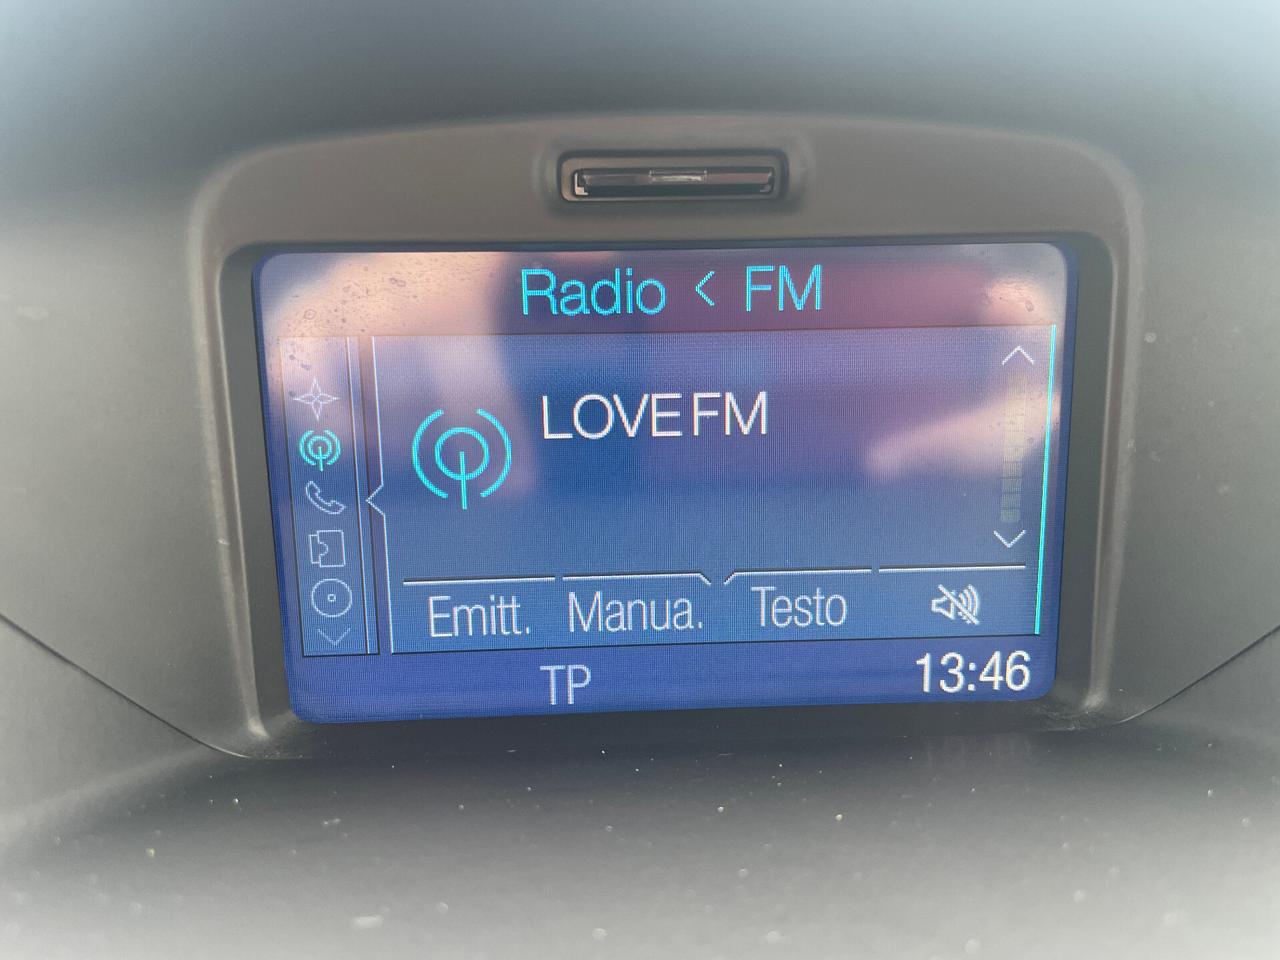 Radio < FM
LOVE FM
Emitt. Manua. Testo
TP 13:46